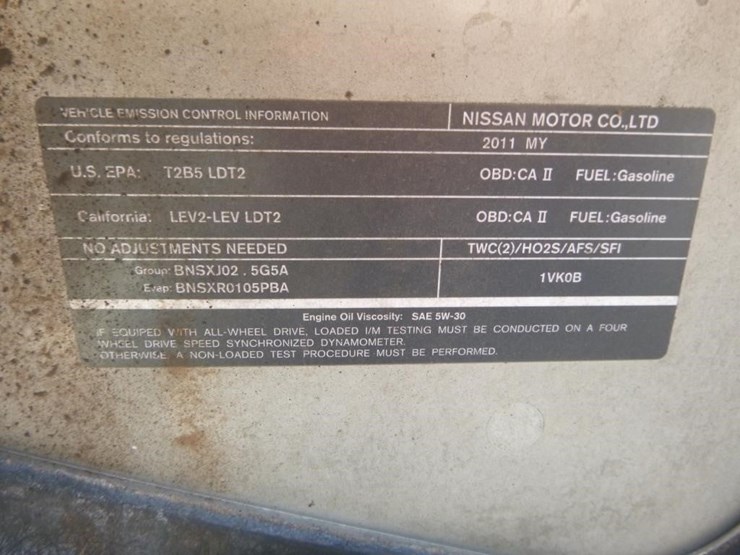 VEHICLE EMISSION CONTROL INFORMATION
NISSAN MOTOR CO.,LTD
Conforms to regulations:
2011 MY
U.S. EPA: T2B5 LDT2 OBD:CA II FUEL:Gasoline
California: LEV2-LEV LDT2 OBD:CA II FUEL:Gasoline
NO ADJUSTMENTS NEEDED
TWC(2)/HO2S/AFS/SFI
Group: BNSXJ02.5G5A
Evap: BNSXR0105PBA
1VK0B
Engine Oil Viscosity: SAE 5W-30
IF EQUIPED WITH ALL-WHEEL DRIVE, LOADED I/M TESTING MUST BE CONDUCTED ON A FOUR
WHEEL DRIVE SPEED SYNCHRONIZED DYNAMOMETER.
OTHERWISE A NON-LOADED TEST PROCEDURE MUST BE PERFORMED.